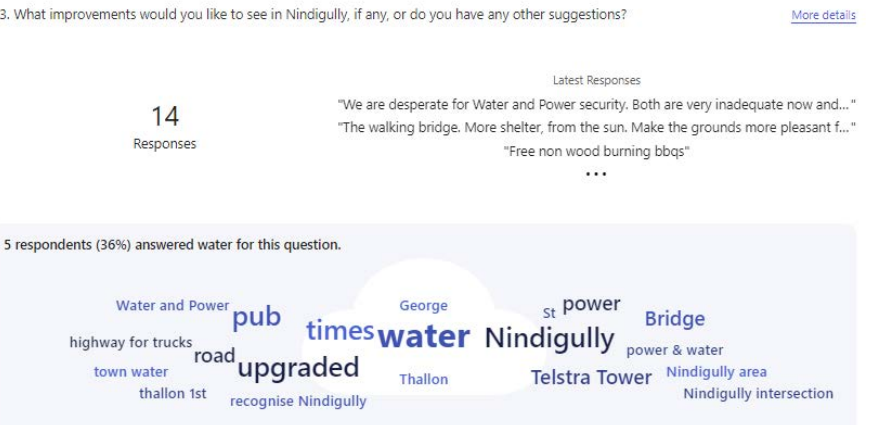 3. What improvements would you like to see in Nindigully, if any, or do you have any other suggestions?
More details
14
Responses
Latest Responses
"We are desperate for Water and Power security. Both are very inadequate now and..."
"The walking bridge. More shelter, from the sun. Make the grounds more pleasant f..."
"Free non wood burning bbqs"
...
5 respondents (36%) answered water for this question.
Water and Power
pub
George
St
power
Bridge
times
water
Nindigully
highway for trucks
road
upgraded
power & water
town water
Thallon
Telstra Tower
Nindigully area
thallon 1st
recognise Nindigully
Nindigully intersection